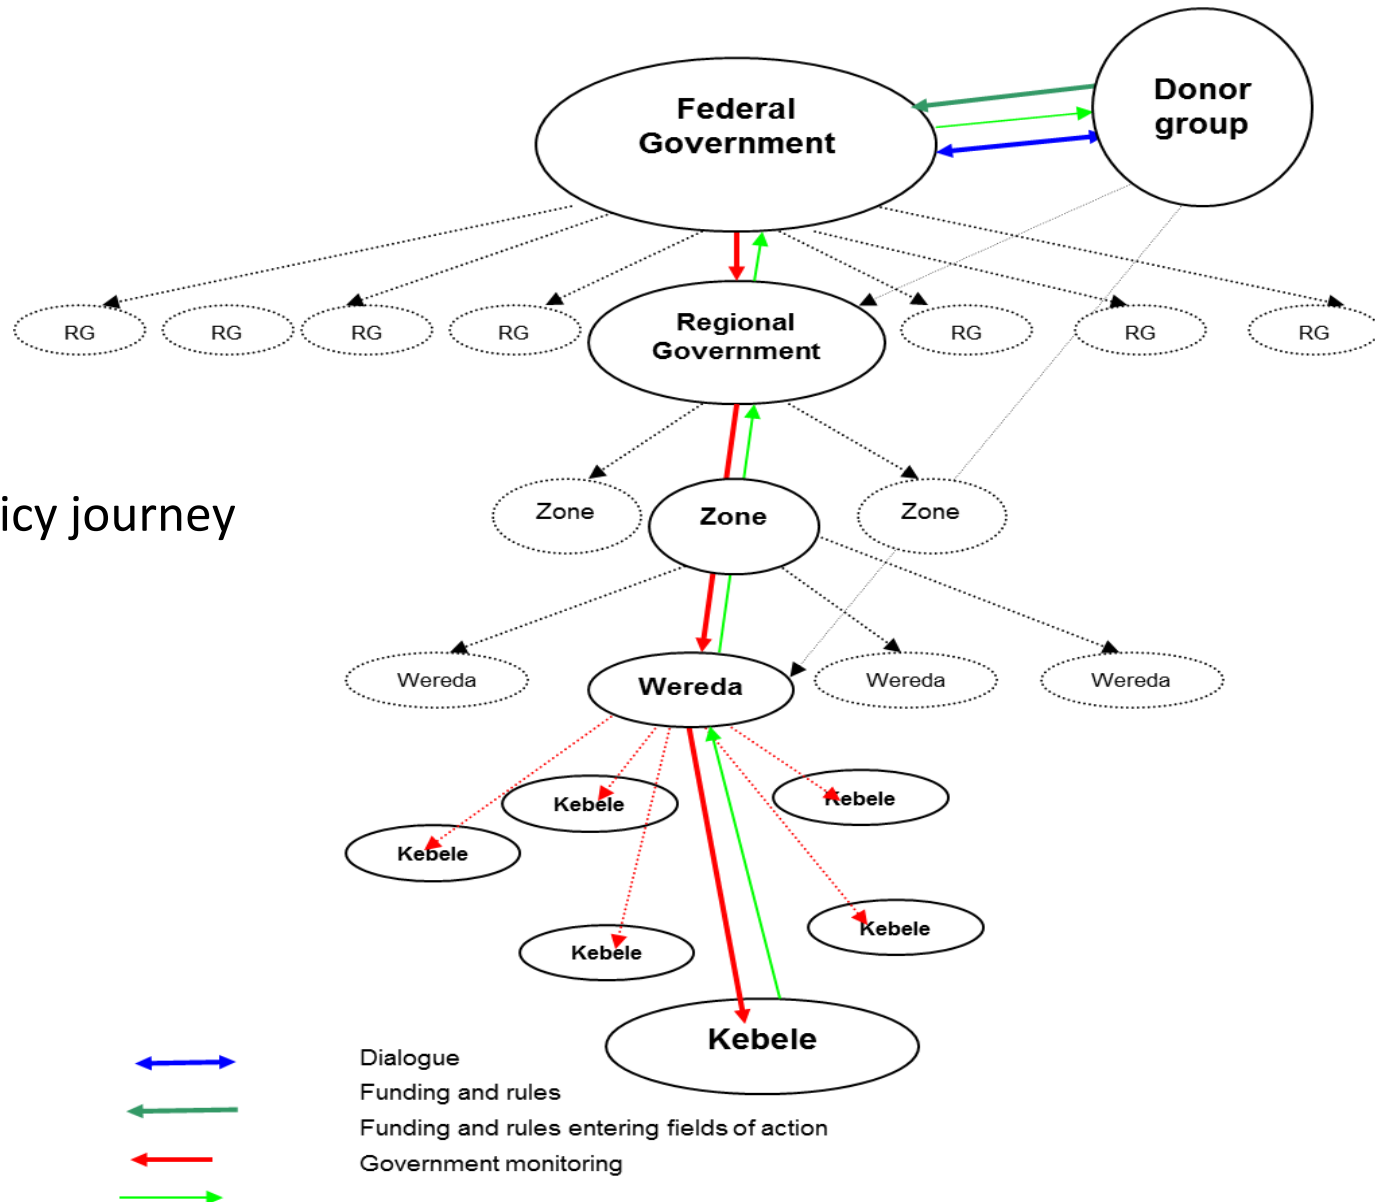 Donor
group
Federal
Government
RG
RG
RG
RG
Regional
Government
RG
RG
RG
icy journey
Zone
Zone
Zone
Wereda
Wereda
Wereda
Wereda
Kebele
Kebele
Kebele
Kebele
Kebele
Kebele
Dialogue
Funding and rules
Funding and rules entering fields of action
Government monitoring